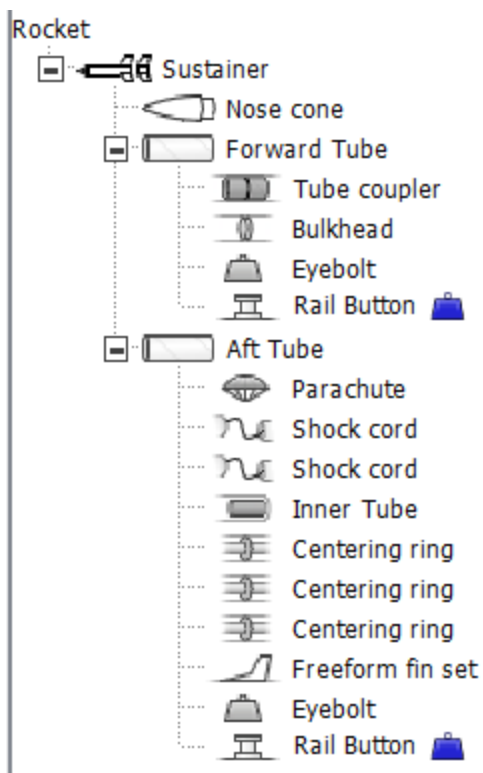 Rocket
Sustainer
Nose cone
Forward Tube
Tube coupler
Bulkhead
Eyebolt
Rail Button
Aft Tube
Parachute
Shock cord
Shock cord
Inner Tube
Centering ring
Centering ring
Centering ring
Freeform fin set
Eyebolt
Rail Button